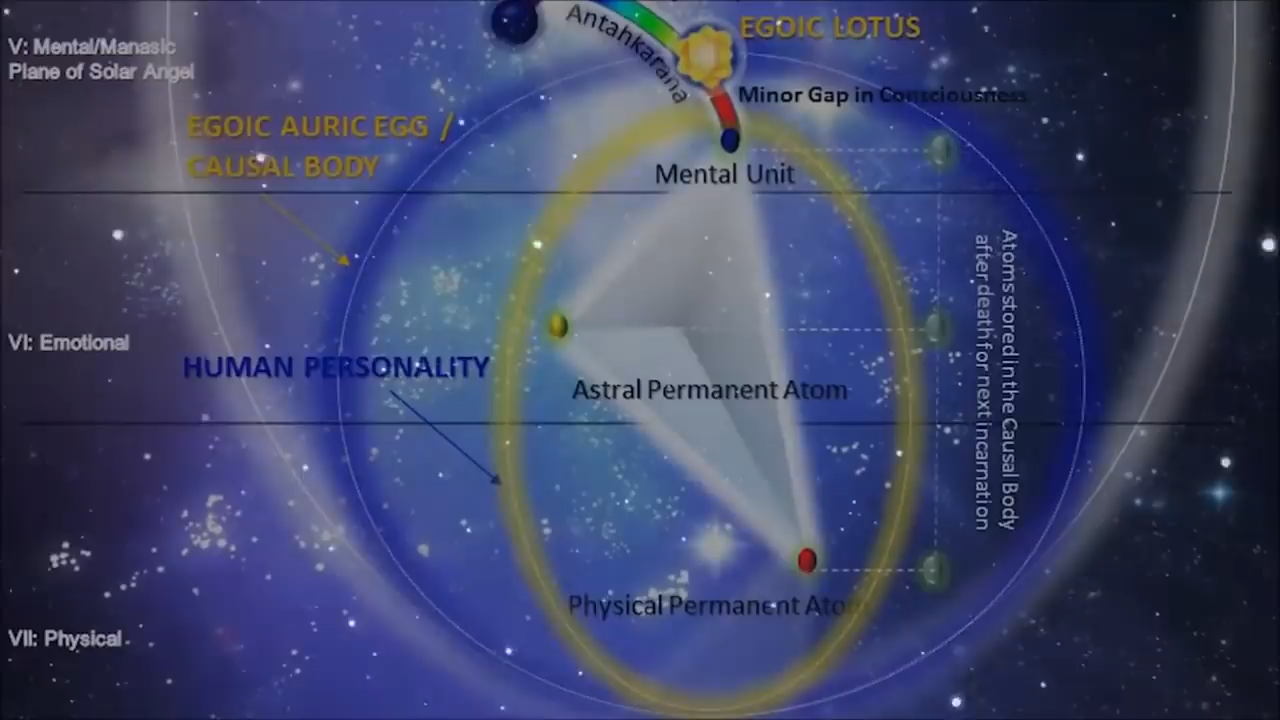 V: Mental/Manasic
Plane of Solar Angel
Antahkarana
EGOIC LOTUS
Minor Gap in Consciousness
EGOIC AURIC EGG /
CAUSAL BODY
Mental Unit
VI: Emotional
HUMAN PERSONALITY
Astral Permanent Atom
Atoms stored in the Causal Body
after death for next incarnation
Physical Permanent Atom
VII: Physical